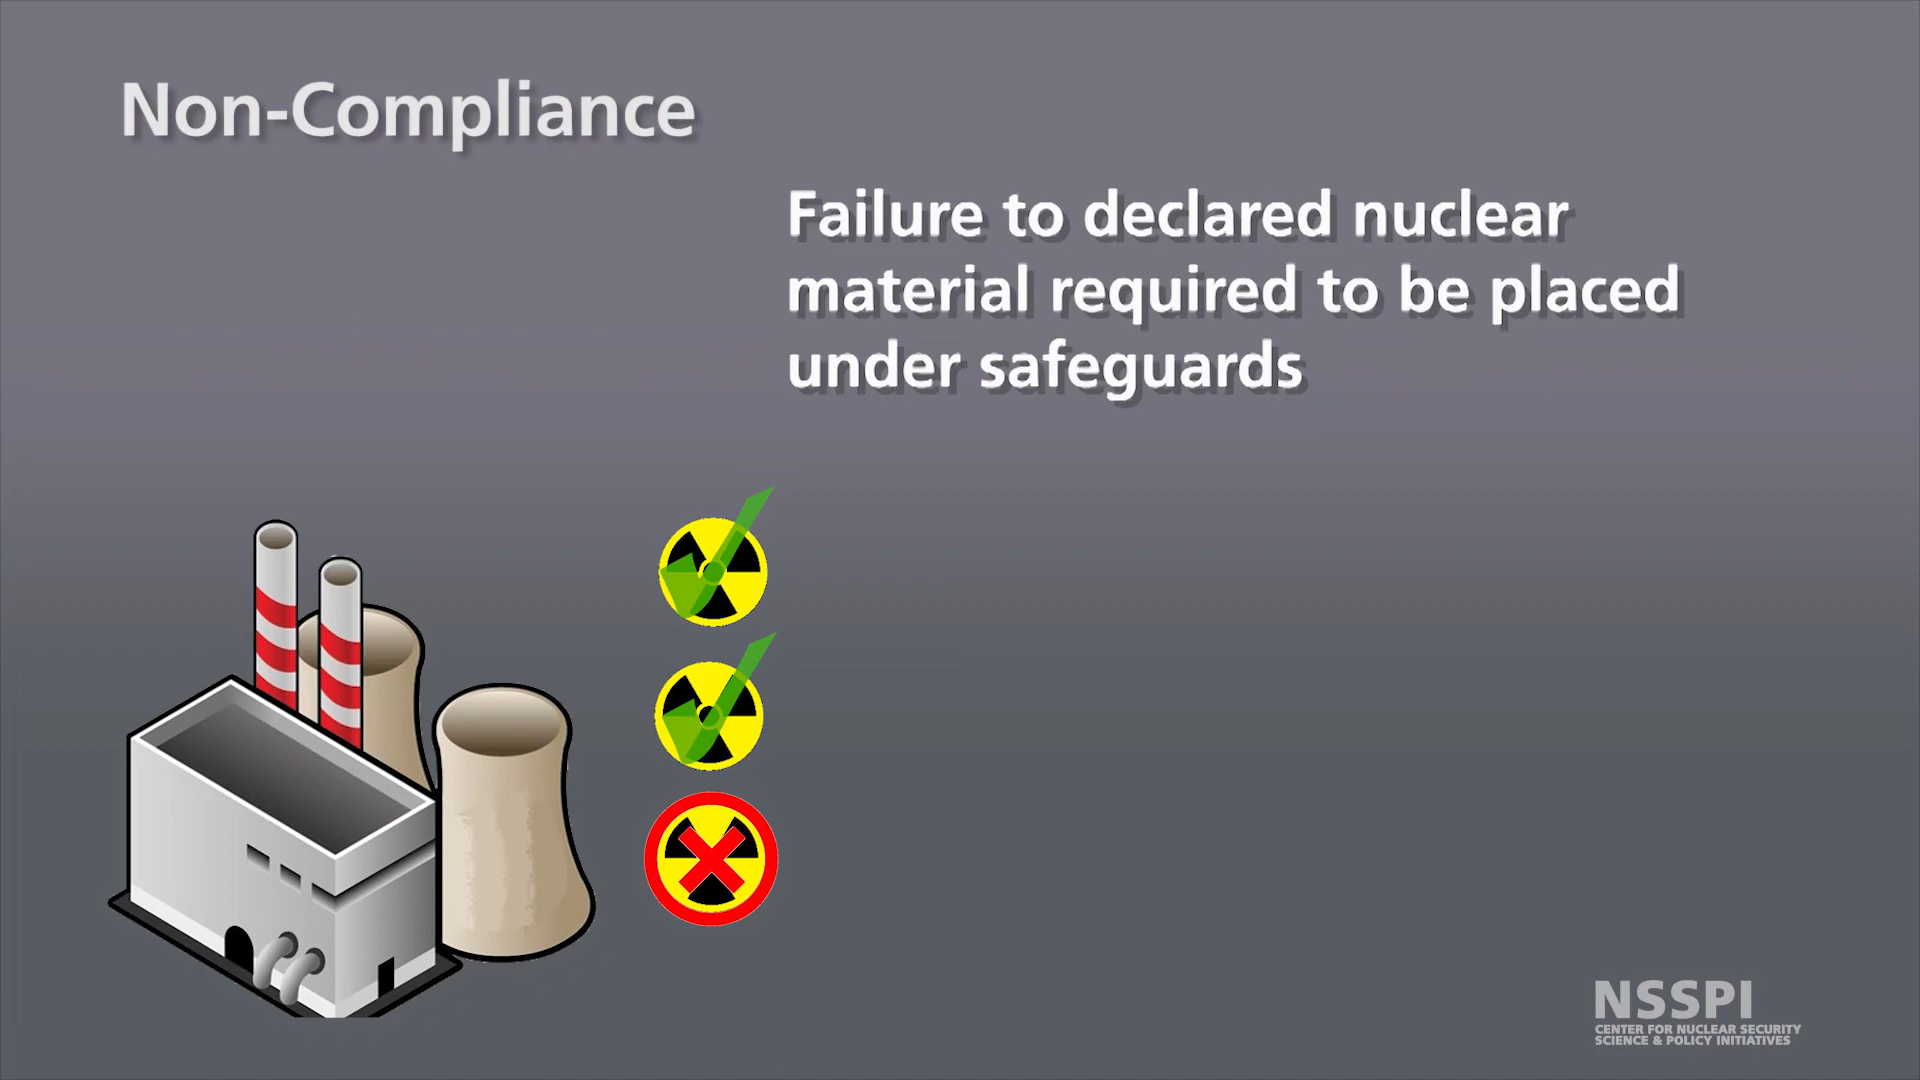 Non-Compliance
Failure to declared nuclear
material required to be placed
under safeguards
NSSPI
CENTER FOR NUCLEAR SECURITY
SCIENCE & POLICY INITIATIVES